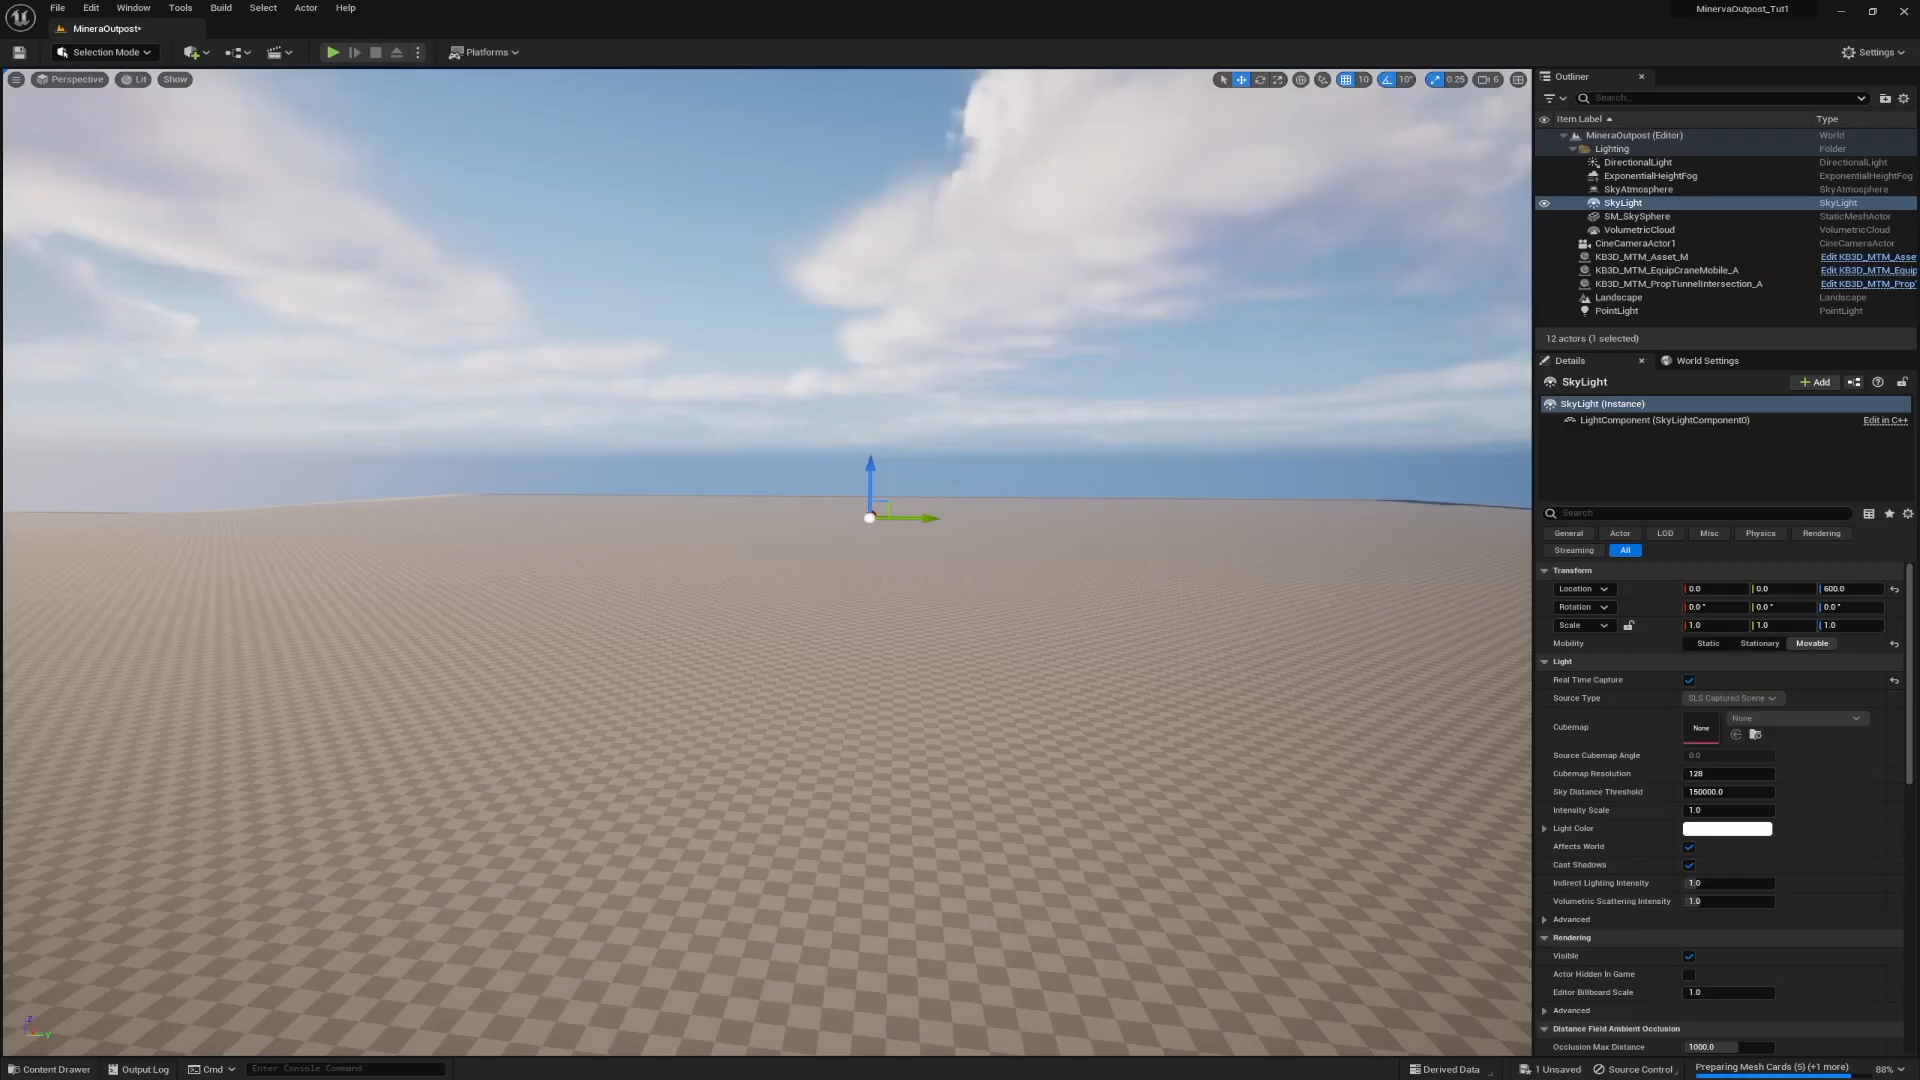 File Edit Window Tools Build Select Actor Help
MinervaOutpost_Tut1
MineraOutpost*
Selection Mode
Platforms
Settings
Perspective Lit Show
10 10° 0.25 6
Outliner
Search...
Item Label Type
MineraOutpost (Editor) World
Lighting Folder
DirectionalLight DirectionalLight
ExponentialHeightFog ExponentialHeightFog
SkyAtmosphere SkyAtmosphere
SkyLight SkyLight
SM_SkySphere StaticMeshActor
VolumetricCloud VolumetricCloud
CineCameraActor1 CineCameraActor
KB3D_MTM_Asset_M Edit KB3D_MTM_Asse
KB3D_MTM_EquipCraneMobile_A Edit KB3D_MTM_Equip
KB3D_MTM_PropTunnelIntersection_A Edit KB3D_MTM_Prop
Landscape Landscape
PointLight PointLight
12 actors (1 selected)
Details World Settings
SkyLight Add
SkyLight (Instance)
LightComponent (SkyLightComponent0) Edit in C++
Search
General Actor LOD Misc Physics Rendering
Streaming All
Transform
Location 0.0 0.0 600.0
Rotation 0.0 ° 0.0 ° 0.0 °
Scale 1.0 1.0 1.0
Mobility Static Stationary Movable
Light
Real Time Capture
Source Type SLS Captured Scene
Cubemap None None
Source Cubemap Angle 0.0
Cubemap Resolution 128
Sky Distance Threshold 150000.0
Intensity Scale 1.0
Light Color
Affects World
Cast Shadows
Indirect Lighting Intensity 1.0
Volumetric Scattering Intensity 1.0
Advanced
Rendering
Visible
Actor Hidden In Game
Editor Billboard Scale 1.0
Advanced
Distance Field Ambient Occlusion
Occlusion Max Distance 1000.0
Z
Y
Content Drawer Output Log Cmd Enter Console Command Derived Data 1 Unsaved Source Control Preparing Mesh Cards (5) (+1 more) 88%